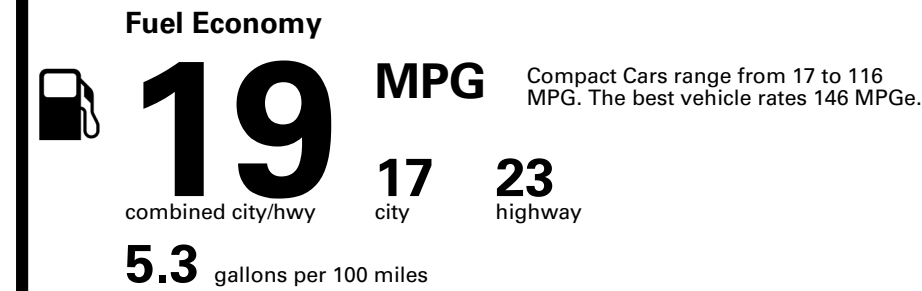 Fuel Economy
19 MPG
Compact Cars range from 17 to 116
MPG. The best vehicle rates 146 MPGe.
17 23
combined city/hwy city highway
5.3 gallons per 100 miles